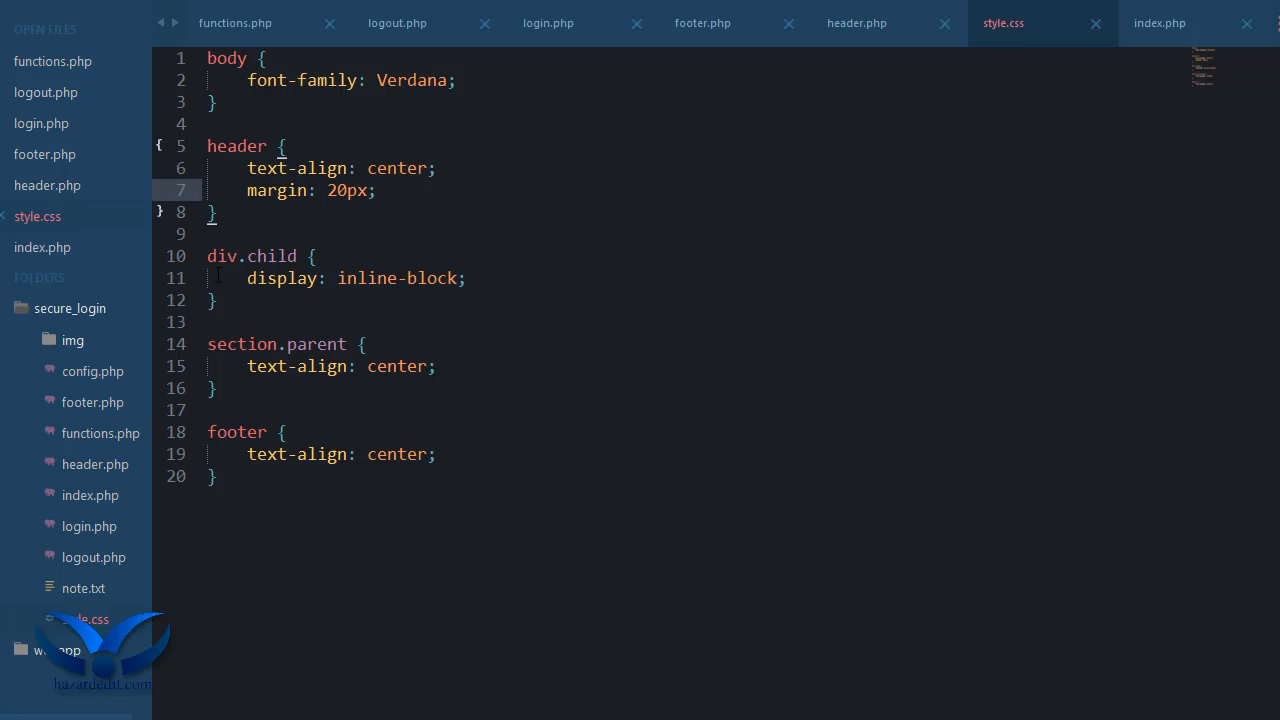 OPEN FILES
functions.php
logout.php
login.php
footer.php
header.php
style.css
index.php
FOLDERS
secure_login
img
config.php
footer.php
functions.php
header.php
index.php
login.php
logout.php
note.txt
style.css
hazardedit.com
functions.php logout.php login.php footer.php header.php style.css index.php
1 body {
2 font-family: Verdana;
3 }
4
5 header {
6 text-align: center;
7 margin: 20px;
8 }
9
10 div.child {
11 display: inline-block;
12 }
13
14 section.parent {
15 text-align: center;
16 }
17
18 footer {
19 text-align: center;
20 }